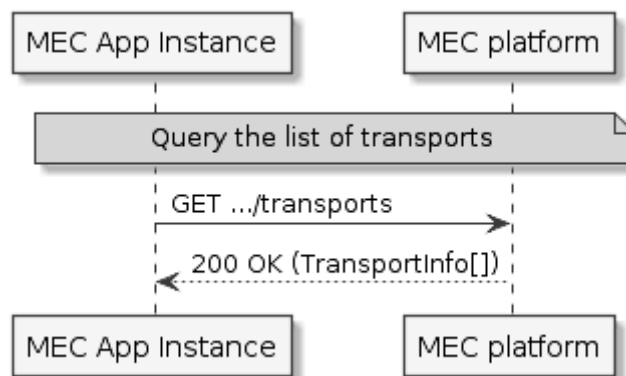 MEC App Instance
MEC platform
Query the list of transports
GET .../transports
200 OK (TransportInfo[])
MEC App Instance
MEC platform